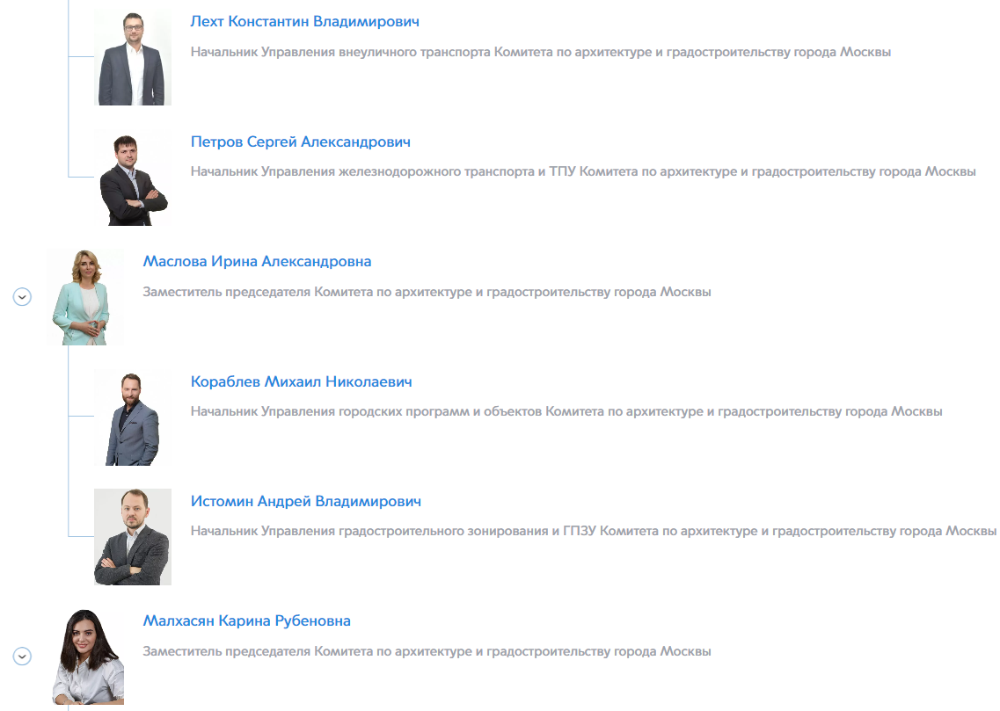 Лехт Константин Владимирович
Начальник Управления внеуличного транспорта Комитета по архитектуре и градостроительству города Москвы
Петров Сергей Александрович
Начальник Управления железнодорожного транспорта и ТПУ Комитета по архитектуре и градостроительству города Москвы
Маслова Ирина Александровна
Заместитель председателя Комитета по архитектуре и градостроительству города Москвы
Кораблев Михаил Николаевич
Начальник Управления городских программ и объектов Комитета по архитектуре и градостроительству города Москвы
Истомин Андрей Владимирович
Начальник Управления градостроительного зонирования и ГПЗУ Комитета по архитектуре и градостроительству города Москвы
Малхасян Карина Рубеновна
Заместитель председателя Комитета по архитектуре и градостроительству города Москвы